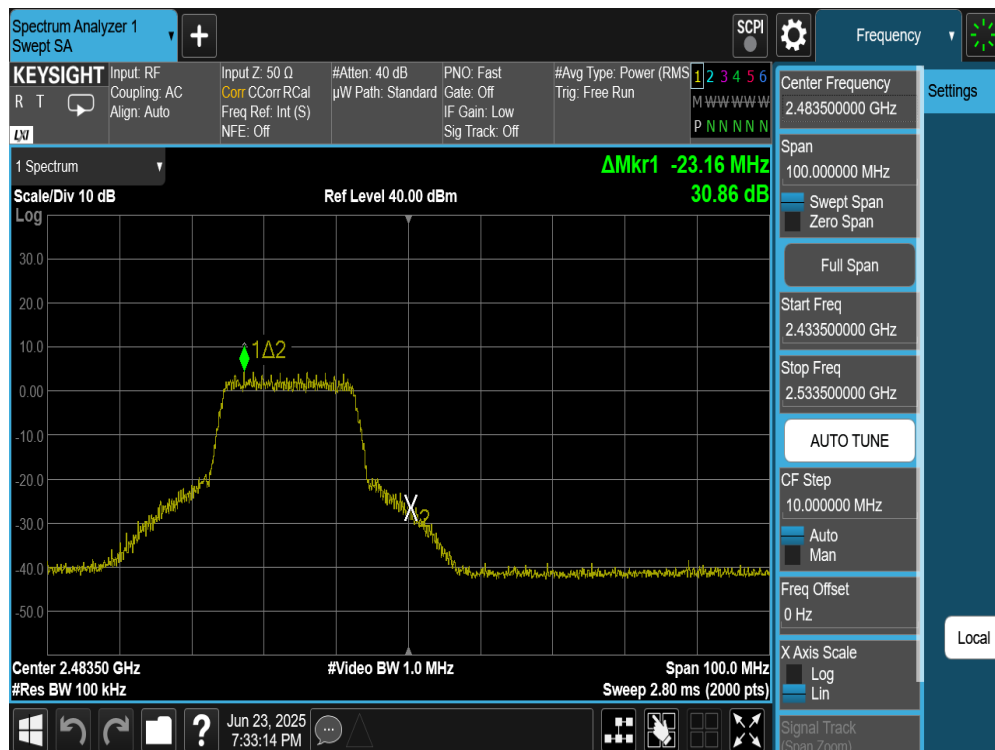 Spectrum Analyzer 1
Swept SA
+
SCPI
Frequency
KEYSIGHT
R T
LXI
Input: RF
Coupling: AC
Align: Auto
Input Z: 50 Ω
Corr CCorr RCal
Freq Ref: Int (S)
NFE: Off
#Atten: 40 dB
µW Path: Standard
PNO: Fast
Gate: Off
IF Gain: Low
Sig Track: Off
#Avg Type: Power (RMS
Trig: Free Run
1 2 3 4 5 6
M W W W W W
P N N N N N
1 Spectrum
Scale/Div 10 dB
Ref Level 40.00 dBm
ΔMkr1 -23.16 MHz
30.86 dB
Log
30.0
20.0
10.0
0.00
-10.0
-20.0
-30.0
-40.0
-50.0
1Δ2
X2
Center 2.48350 GHz
#Res BW 100 kHz
#Video BW 1.0 MHz
Span 100.0 MHz
Sweep 2.80 ms (2000 pts)
Center Frequency
2.483500000 GHz
Span
100.000000 MHz
Swept Span
Zero Span
Full Span
Start Freq
2.433500000 GHz
Stop Freq
2.533500000 GHz
AUTO TUNE
CF Step
10.000000 MHz
Auto
Man
Freq Offset
0 Hz
X Axis Scale
Log
Lin
Signal Track
(Span Zoom)
Settings
Local
?
Jun 23, 2025
7:33:14 PM